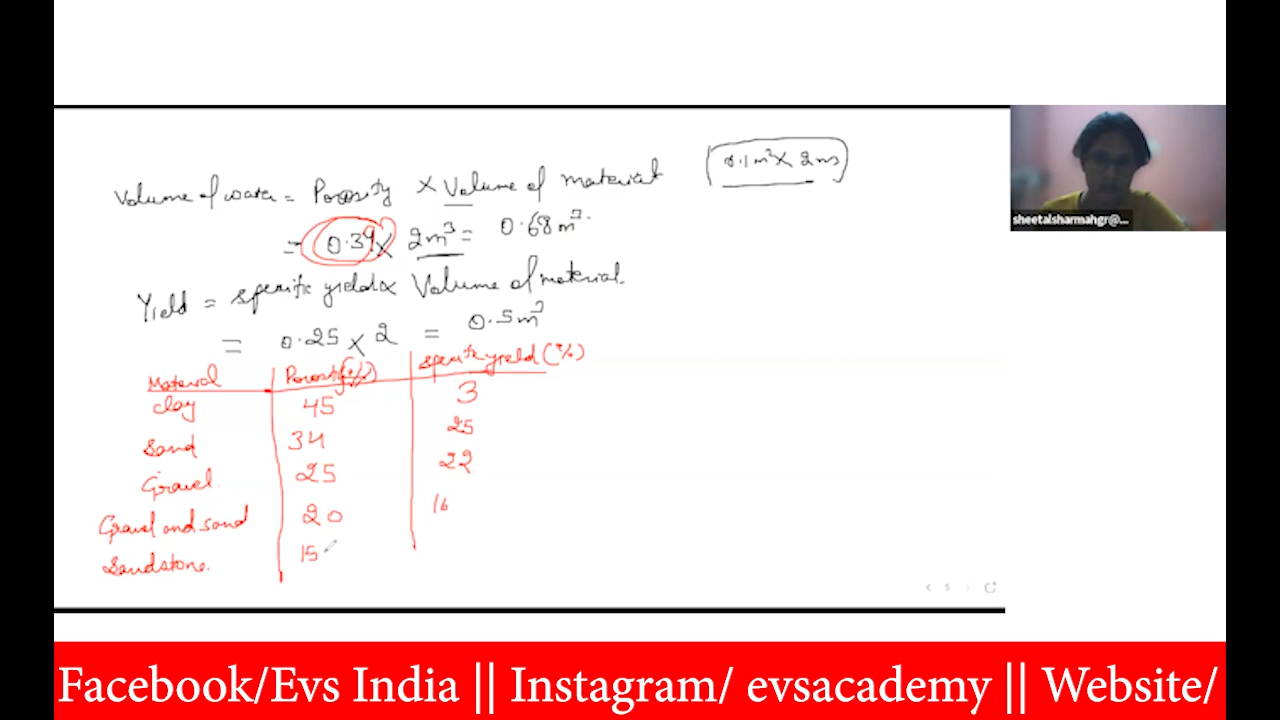 Volume of water = Porosity × Volume of material
0.1m² × 2m
= 0.34 × 2m³ = 0.68m³.
Yield = specific yield × Volume of material.
= 0.25 × 2 = 0.5m³
Material Porosity(%) specific yield (%)
clay 45 3
Sand 34 25
Gravel. 25 22
Gravel and sand 20 16
Sandstone. 15
sheetalsharmahgr@...
5
Facebook/Evs India || Instagram/ evsacademy || Website/